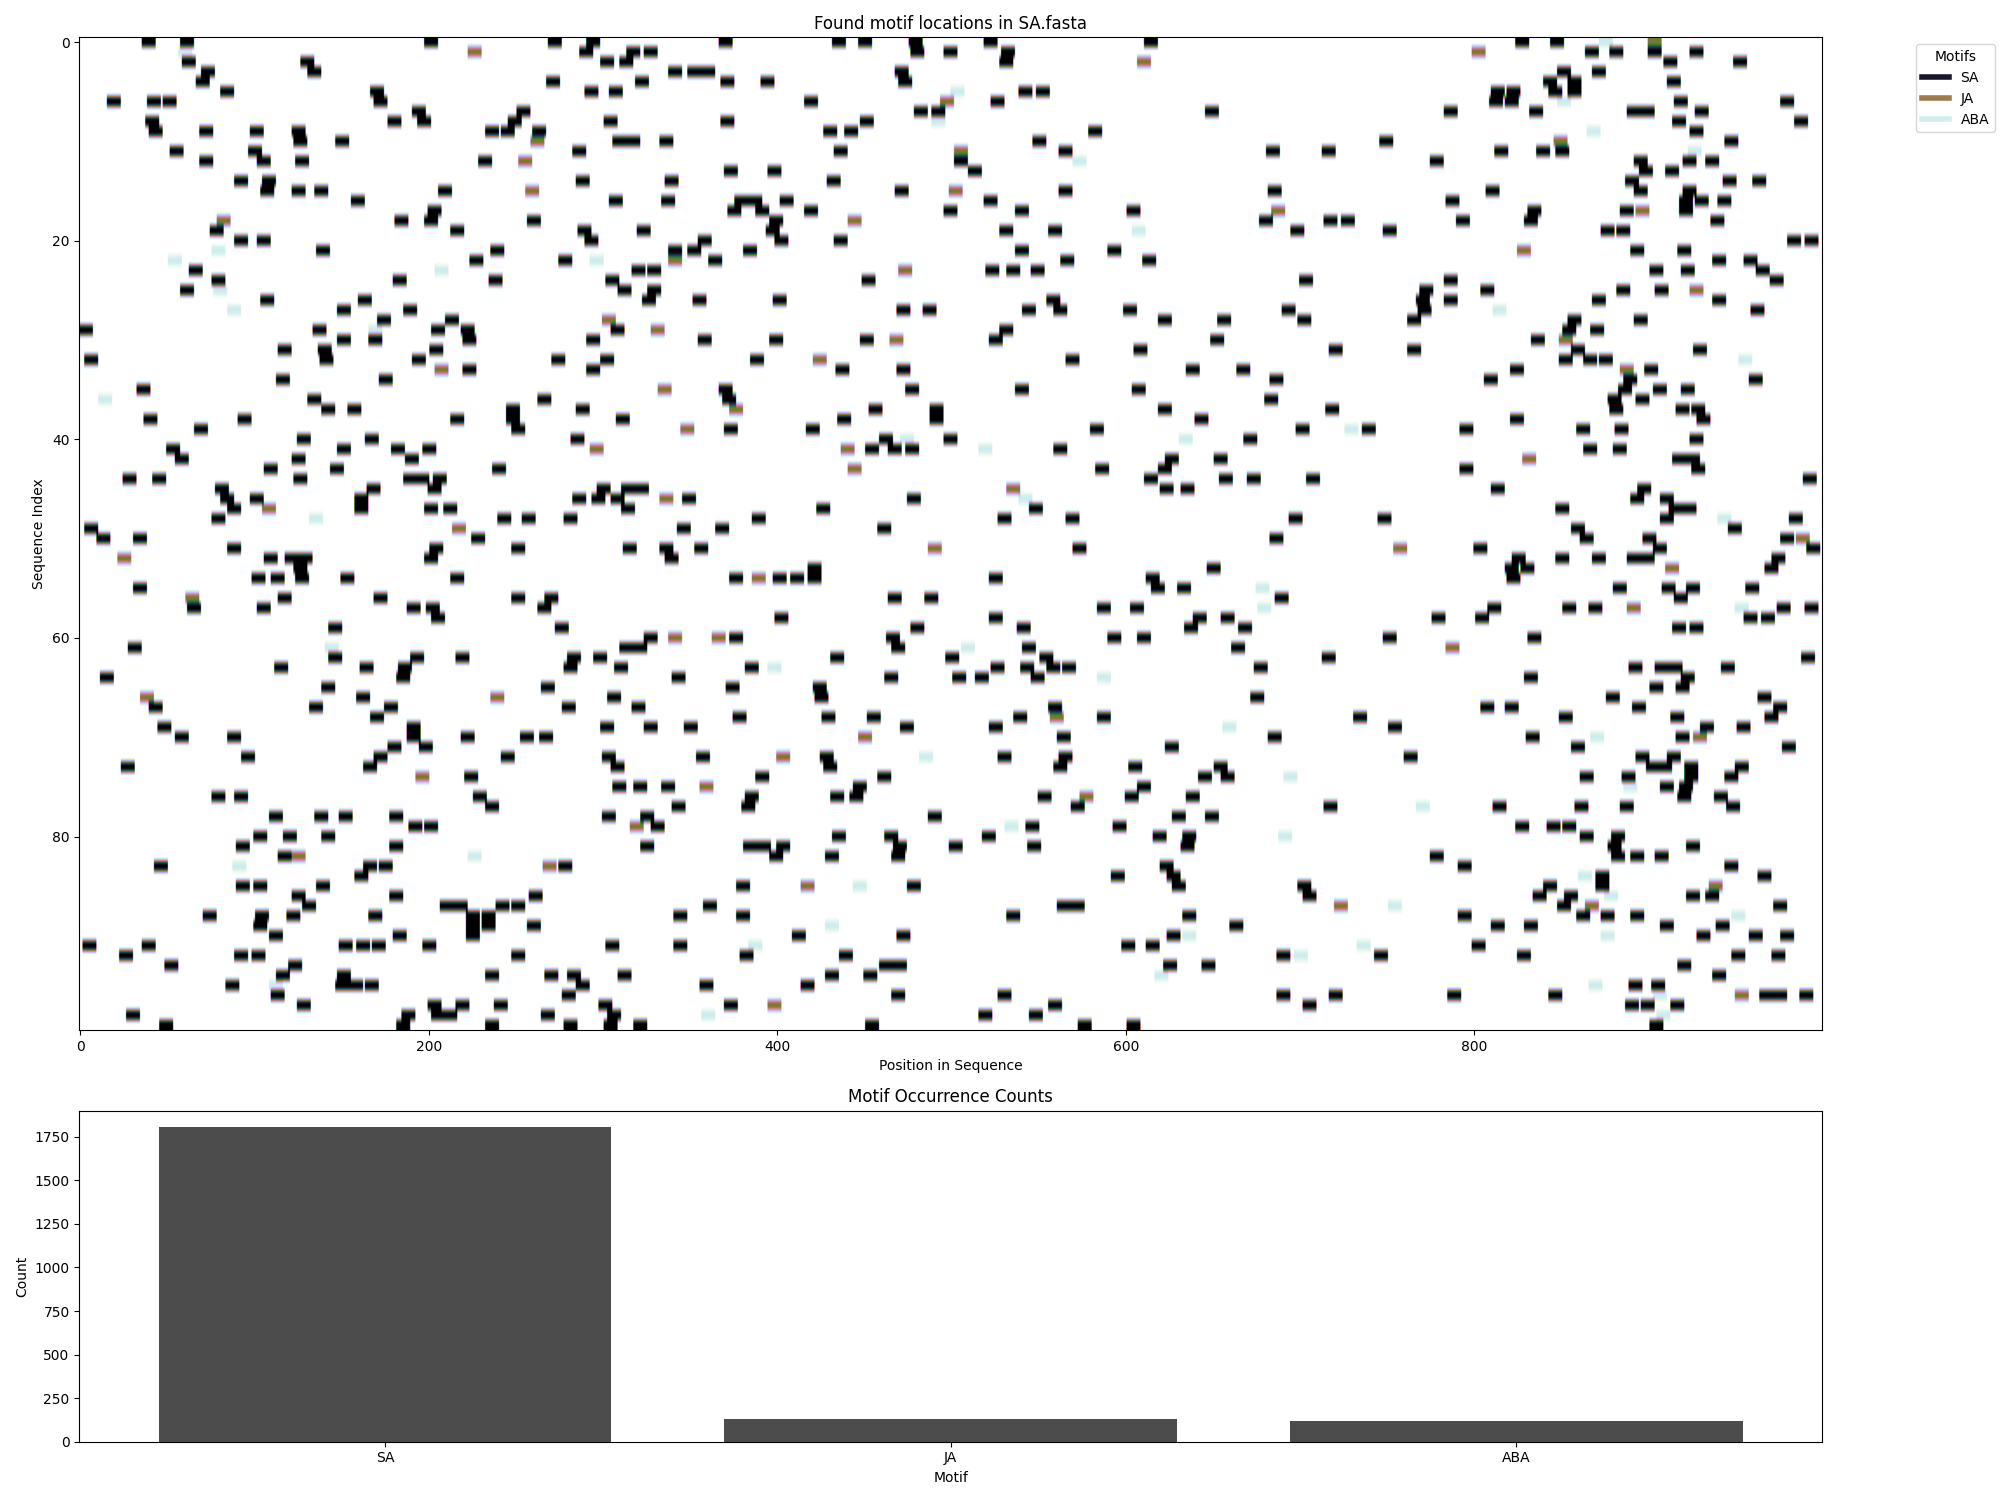 Found motif locations in SA.fasta
Motifs
SA
JA
ABA
Sequence Index
0
20
40
60
80
0 200 400 600 800
Position in Sequence
Motif Occurrence Counts
Count
1750
1500
1250
1000
750
500
250
0
SA JA ABA
Motif